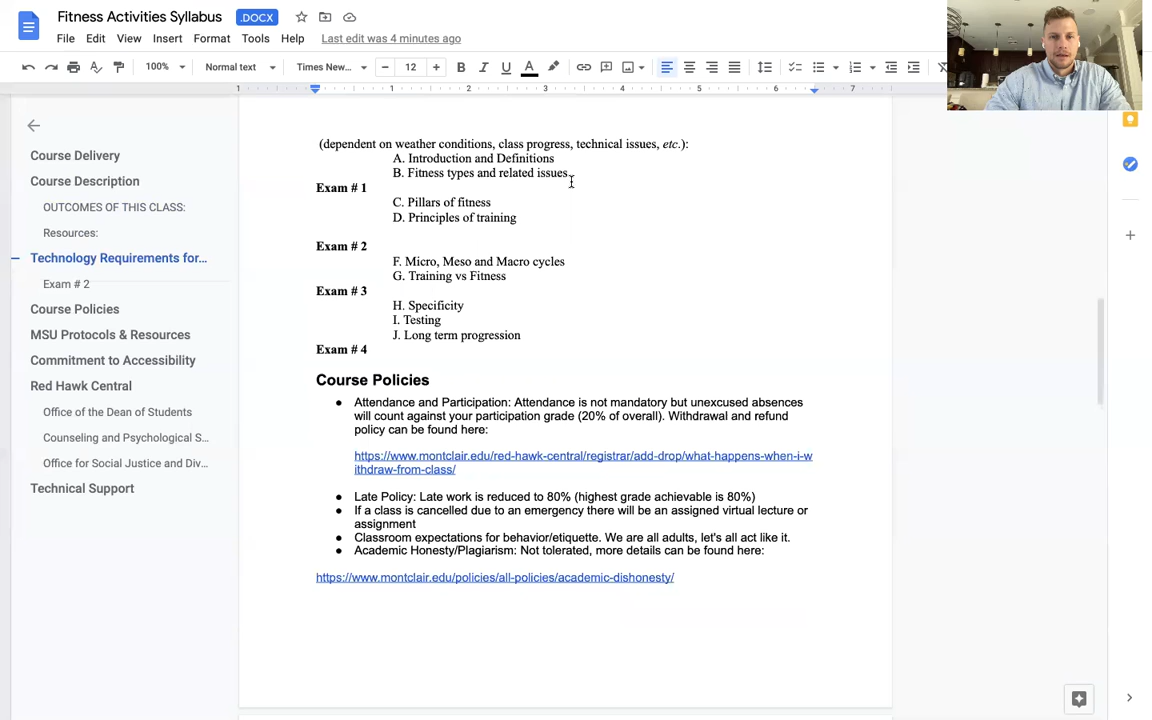 Fitness Activities Syllabus .DOCX
File Edit View Insert Format Tools Help Last edit was 4 minutes ago
100% Normal text Times New... 12 B I U A
1 1 2 3 4 5 6 7
Course Delivery
Course Description
OUTCOMES OF THIS CLASS:
Resources:
Technology Requirements for...
Exam # 2
Course Policies
MSU Protocols & Resources
Commitment to Accessibility
Red Hawk Central
Office of the Dean of Students
Counseling and Psychological S...
Office for Social Justice and Div...
Technical Support
(dependent on weather conditions, class progress, technical issues, etc.):
A. Introduction and Definitions
B. Fitness types and related issues
Exam # 1
C. Pillars of fitness
D. Principles of training
Exam # 2
F. Micro, Meso and Macro cycles
G. Training vs Fitness
Exam # 3
H. Specificity
I. Testing
J. Long term progression
Exam # 4
Course Policies
● Attendance and Participation: Attendance is not mandatory but unexcused absences
will count against your participation grade (20% of overall). Withdrawal and refund
policy can be found here:
https://www.montclair.edu/red-hawk-central/registrar/add-drop/what-happens-when-i-w
ithdraw-from-class/
● Late Policy: Late work is reduced to 80% (highest grade achievable is 80%)
● If a class is cancelled due to an emergency there will be an assigned virtual lecture or
assignment
● Classroom expectations for behavior/etiquette. We are all adults, let's all act like it.
● Academic Honesty/Plagiarism: Not tolerated, more details can be found here:
https://www.montclair.edu/policies/all-policies/academic-dishonesty/